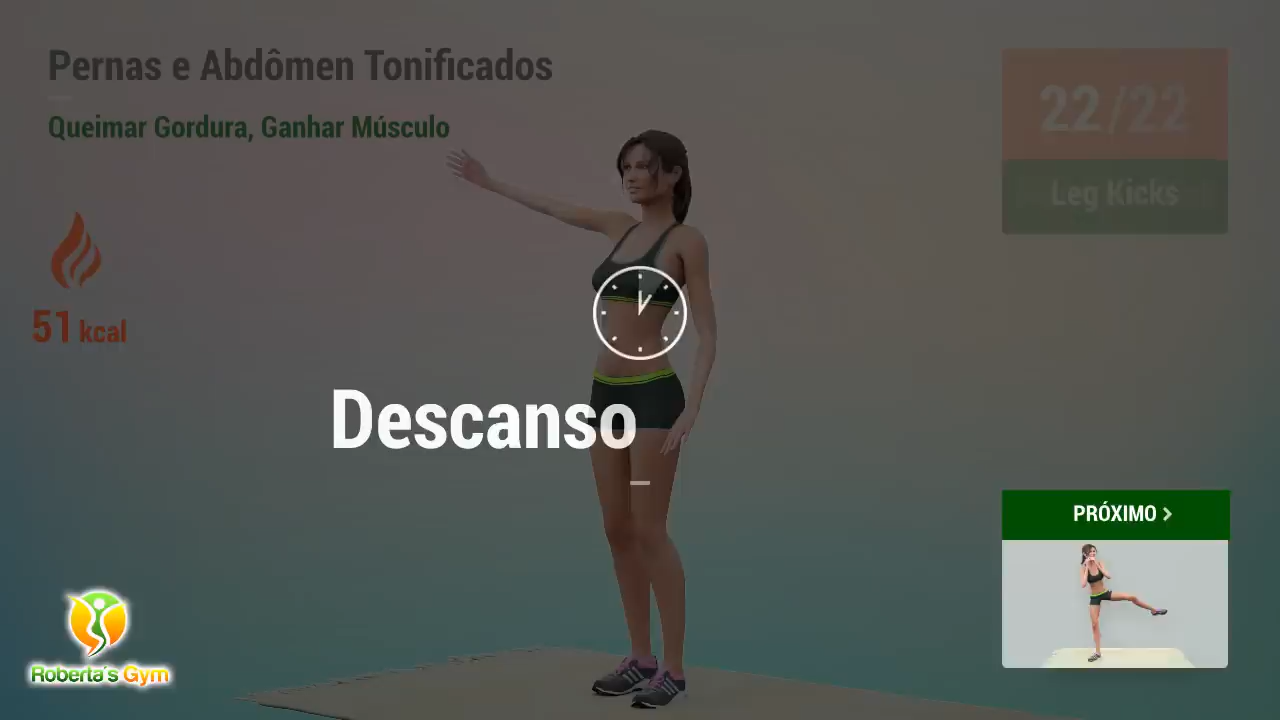 Pernas e Abdômen Tonificados
Queimar Gordura, Ganhar Músculo
22/22
Leg Kicks
51 kcal
Descanso
PRÓXIMO >
Roberta´s Gym